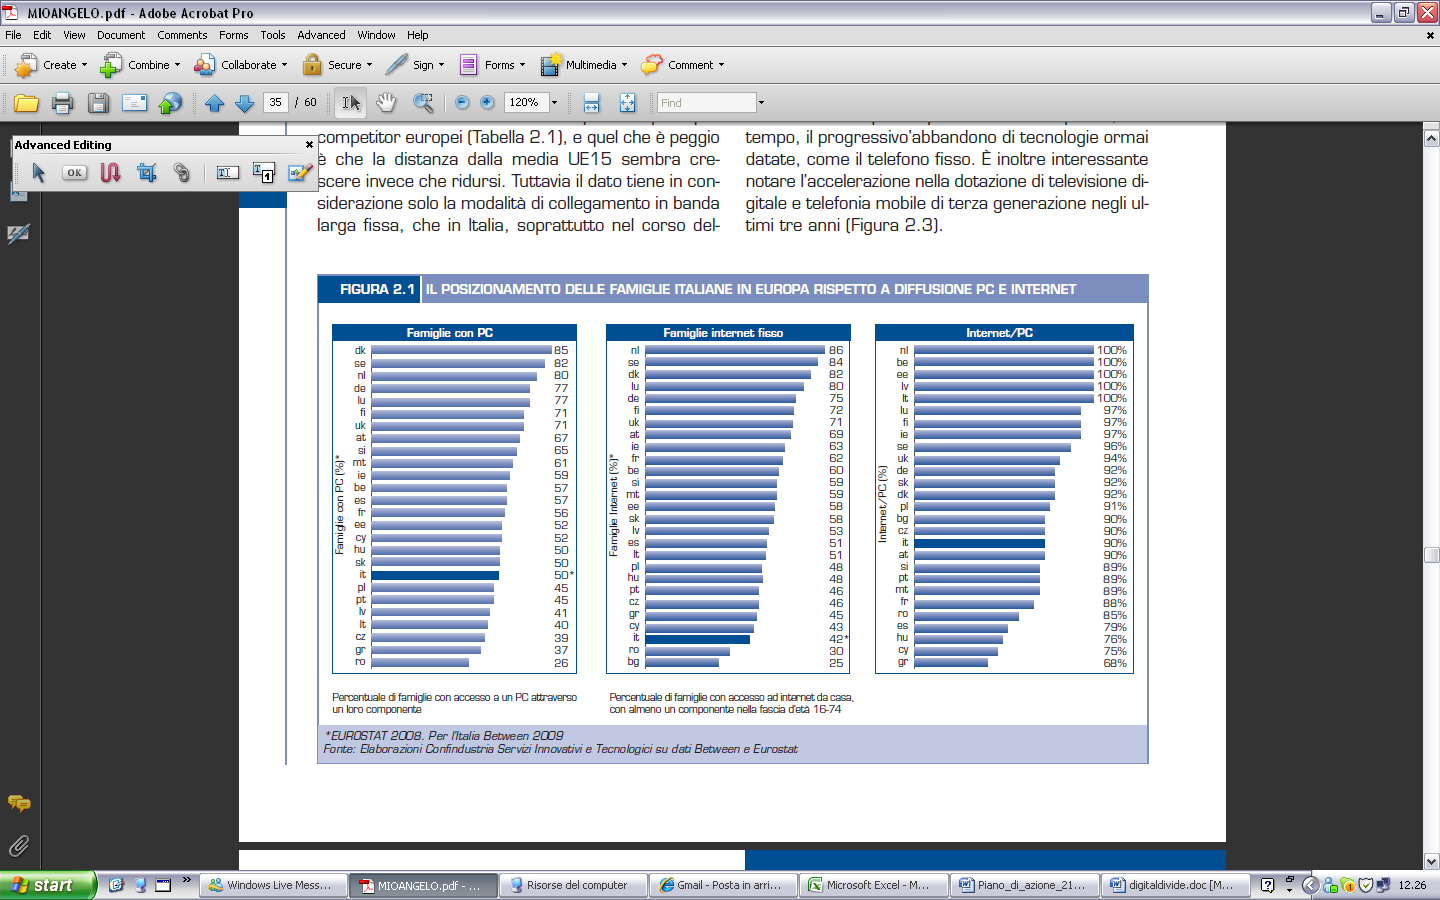 MIOANGELO.pdf - Adobe Acrobat Pro
File Edit View Document Comments Forms Tools Advanced Window Help
Create Combine Collaborate Secure Sign Forms Multimedia Comment
35 / 60 120% Find
Advanced Editing
OK
competitor europei (Tabella 2.1), e quel che è peggio
è che la distanza dalla media UE15 sembra cre-
scere invece che ridursi. Tuttavia il dato tiene in con-
siderazione solo la modalità di collegamento in banda
larga fissa, che in Italia, soprattutto nel corso del-
tempo, il progressivo'abbandono di tecnologie ormai
datate, come il telefono fisso. È inoltre interessante
notare l'accelerazione nella dotazione di televisione di-
gitale e telefonia mobile di terza generazione negli ul-
timi tre anni (Figura 2.3).
FIGURA 2.1 IL POSIZIONAMENTO DELLE FAMIGLIE ITALIANE IN EUROPA RISPETTO A DIFFUSIONE PC E INTERNET
Famiglie con PC
Famiglie con PC (%)*
dk 85
se 82
nl 80
de 77
lu 77
fi 71
uk 71
at 67
si 65
mt 61
ie 59
be 57
es 57
fr 56
ee 52
cy 52
hu 50
sk 50
it 50*
pl 45
pt 45
lv 41
lt 40
cz 39
gr 37
ro 26
Percentuale di famiglie con accesso a un PC attraverso
un loro componente
Famiglie internet fisso
Famiglie Internet (%)*
nl 86
se 84
dk 82
lu 80
de 75
fi 72
uk 71
at 69
ie 63
fr 62
be 60
si 59
mt 59
ee 58
sk 58
lv 53
es 51
lt 51
pl 48
hu 48
pt 46
cz 46
gr 45
cy 43
it 42*
ro 30
bg 25
Percentuale di famiglie con accesso ad internet da casa,
con almeno un componente nella fascia d'età 16-74
Internet/PC
Internet/PC (%)
nl 100%
be 100%
ee 100%
lv 100%
lt 100%
lu 97%
fi 97%
ie 97%
se 96%
uk 94%
de 92%
sk 92%
dk 92%
pl 91%
bg 90%
cz 90%
it 90%
at 90%
si 89%
pt 89%
mt 89%
fr 88%
ro 85%
es 79%
hu 76%
cy 75%
gr 68%
*EUROSTAT 2008. Per l'Italia Between 2009
Fonte: Elaborazioni Confindustria Servizi Innovativi e Tecnologici su dati Between e Eurostat
start Windows Live Mess... MIOANGELO.pdf - ... Risorse del computer Gmail - Posta in arri... Microsoft Excel - M... Piano_di_azione_21... digitaldivide.doc [M... 12.26